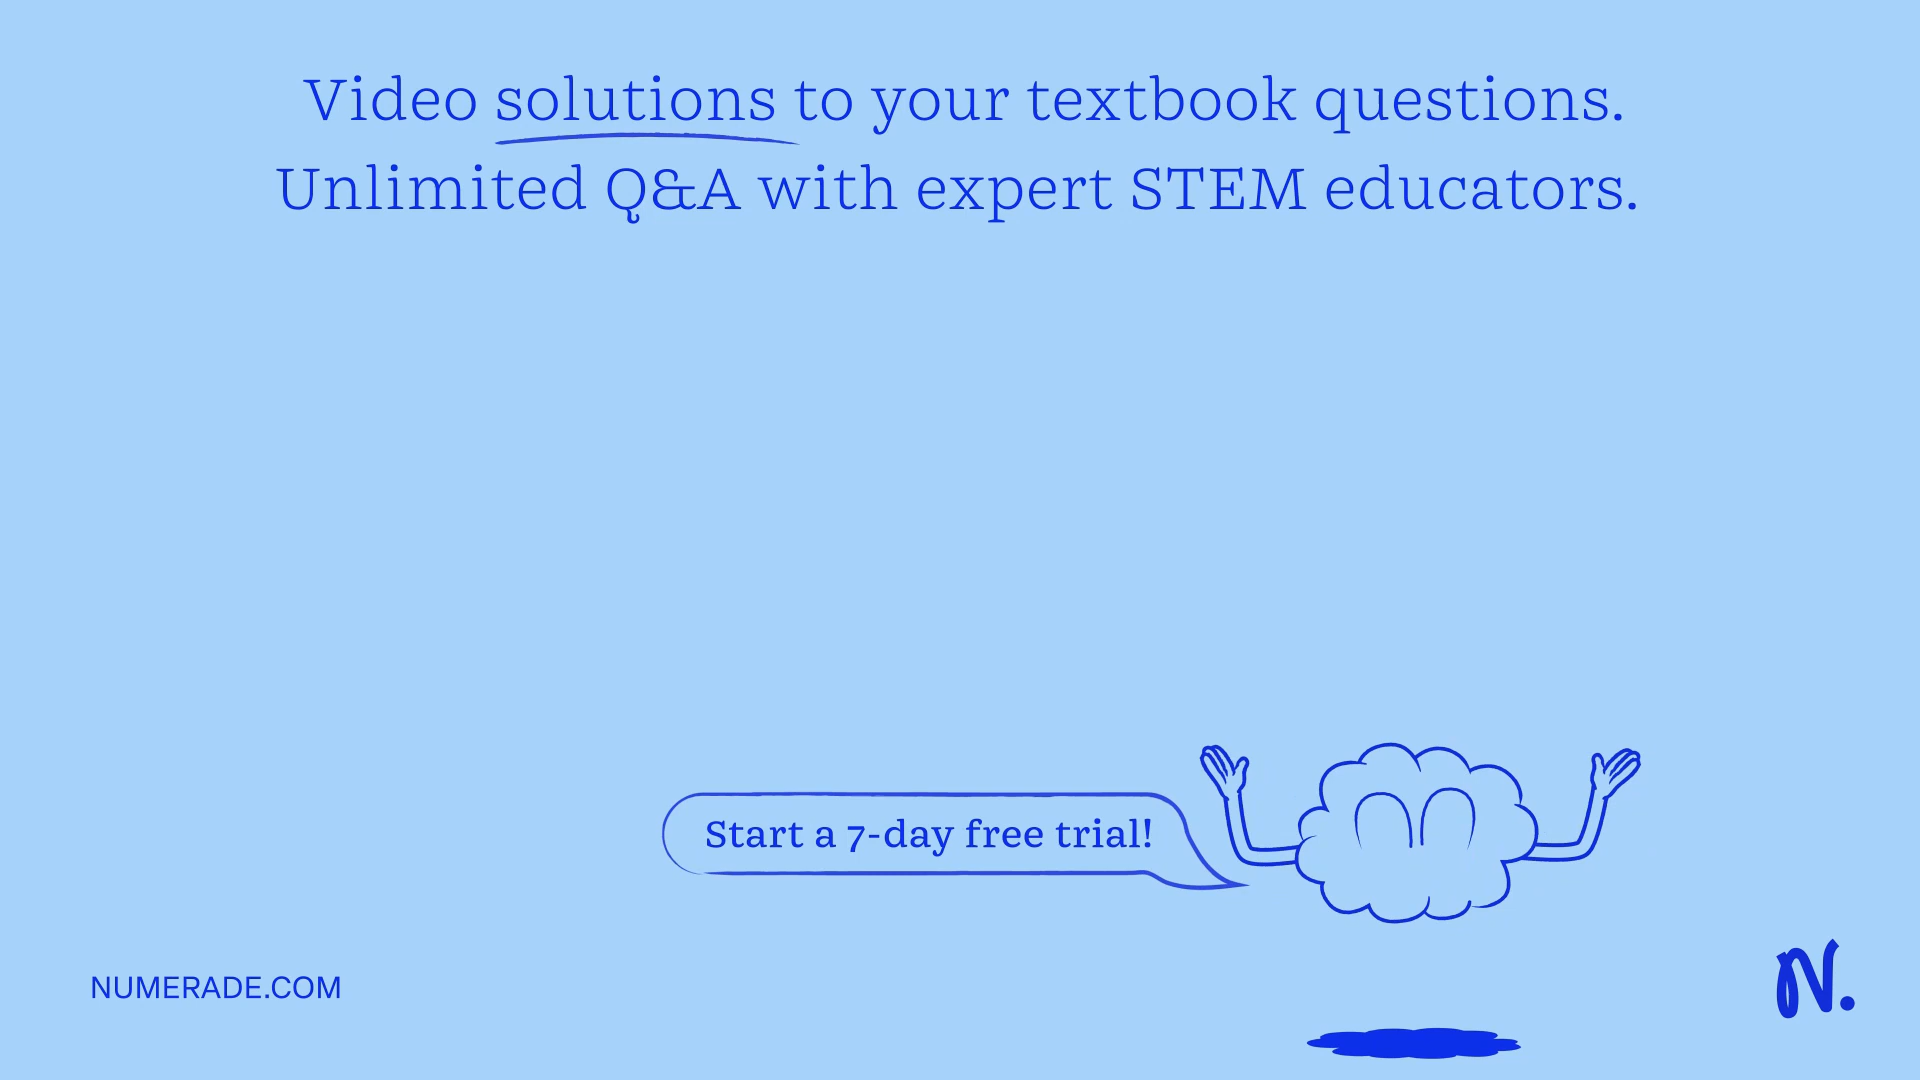 Video solutions to your textbook questions.
Unlimited Q&A with expert STEM educators.
Start a 7-day free trial!
NUMERADE.COM
N.